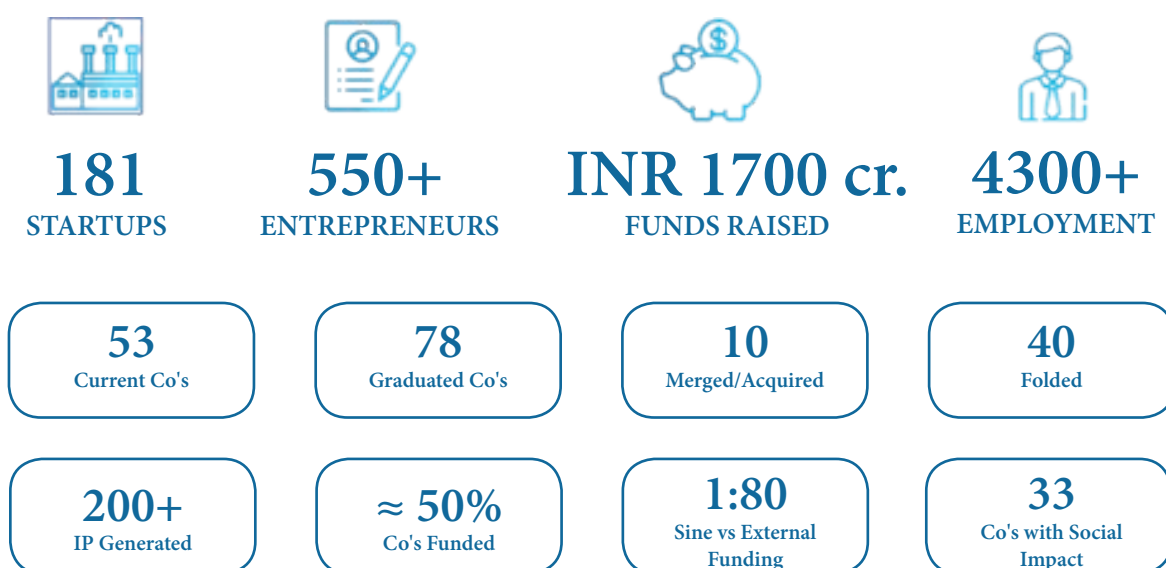 181
STARTUPS
550+
ENTREPRENEURS
INR 1700 cr.
FUNDS RAISED
4300+
EMPLOYMENT
53
Current Co's
78
Graduated Co's
10
Merged/Acquired
40
Folded
200+
IP Generated
≈ 50%
Co's Funded
1:80
Sine vs External
Funding
33
Co's with Social
Impact